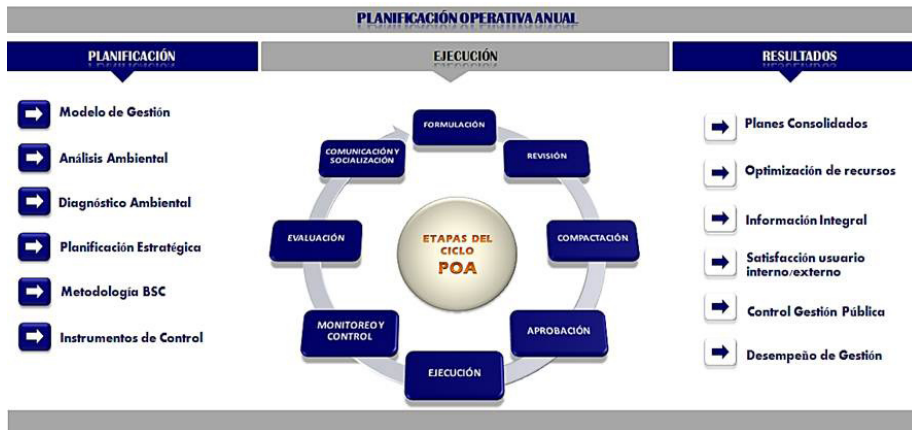 PLANIFICACIÓN OPERATIVA ANUAL
PLANIFICACIÓN
Modelo de Gestión
Análisis Ambiental
Diagnóstico Ambiental
Planificación Estratégica
Metodología BSC
Instrumentos de Control
EJECUCIÓN
FORMULACIÓN
REVISIÓN
COMPACTACIÓN
APROBACIÓN
EJECUCIÓN
MONITOREO Y
CONTROL
EVALUACIÓN
COMUNICACIÓN Y
SOCIALIZACIÓN
ETAPAS DEL
CICLO
POA
RESULTADOS
Planes Consolidados
Optimización de recursos
Información Integral
Satisfacción usuario
interno/externo
Control Gestión Pública
Desempeño de Gestión